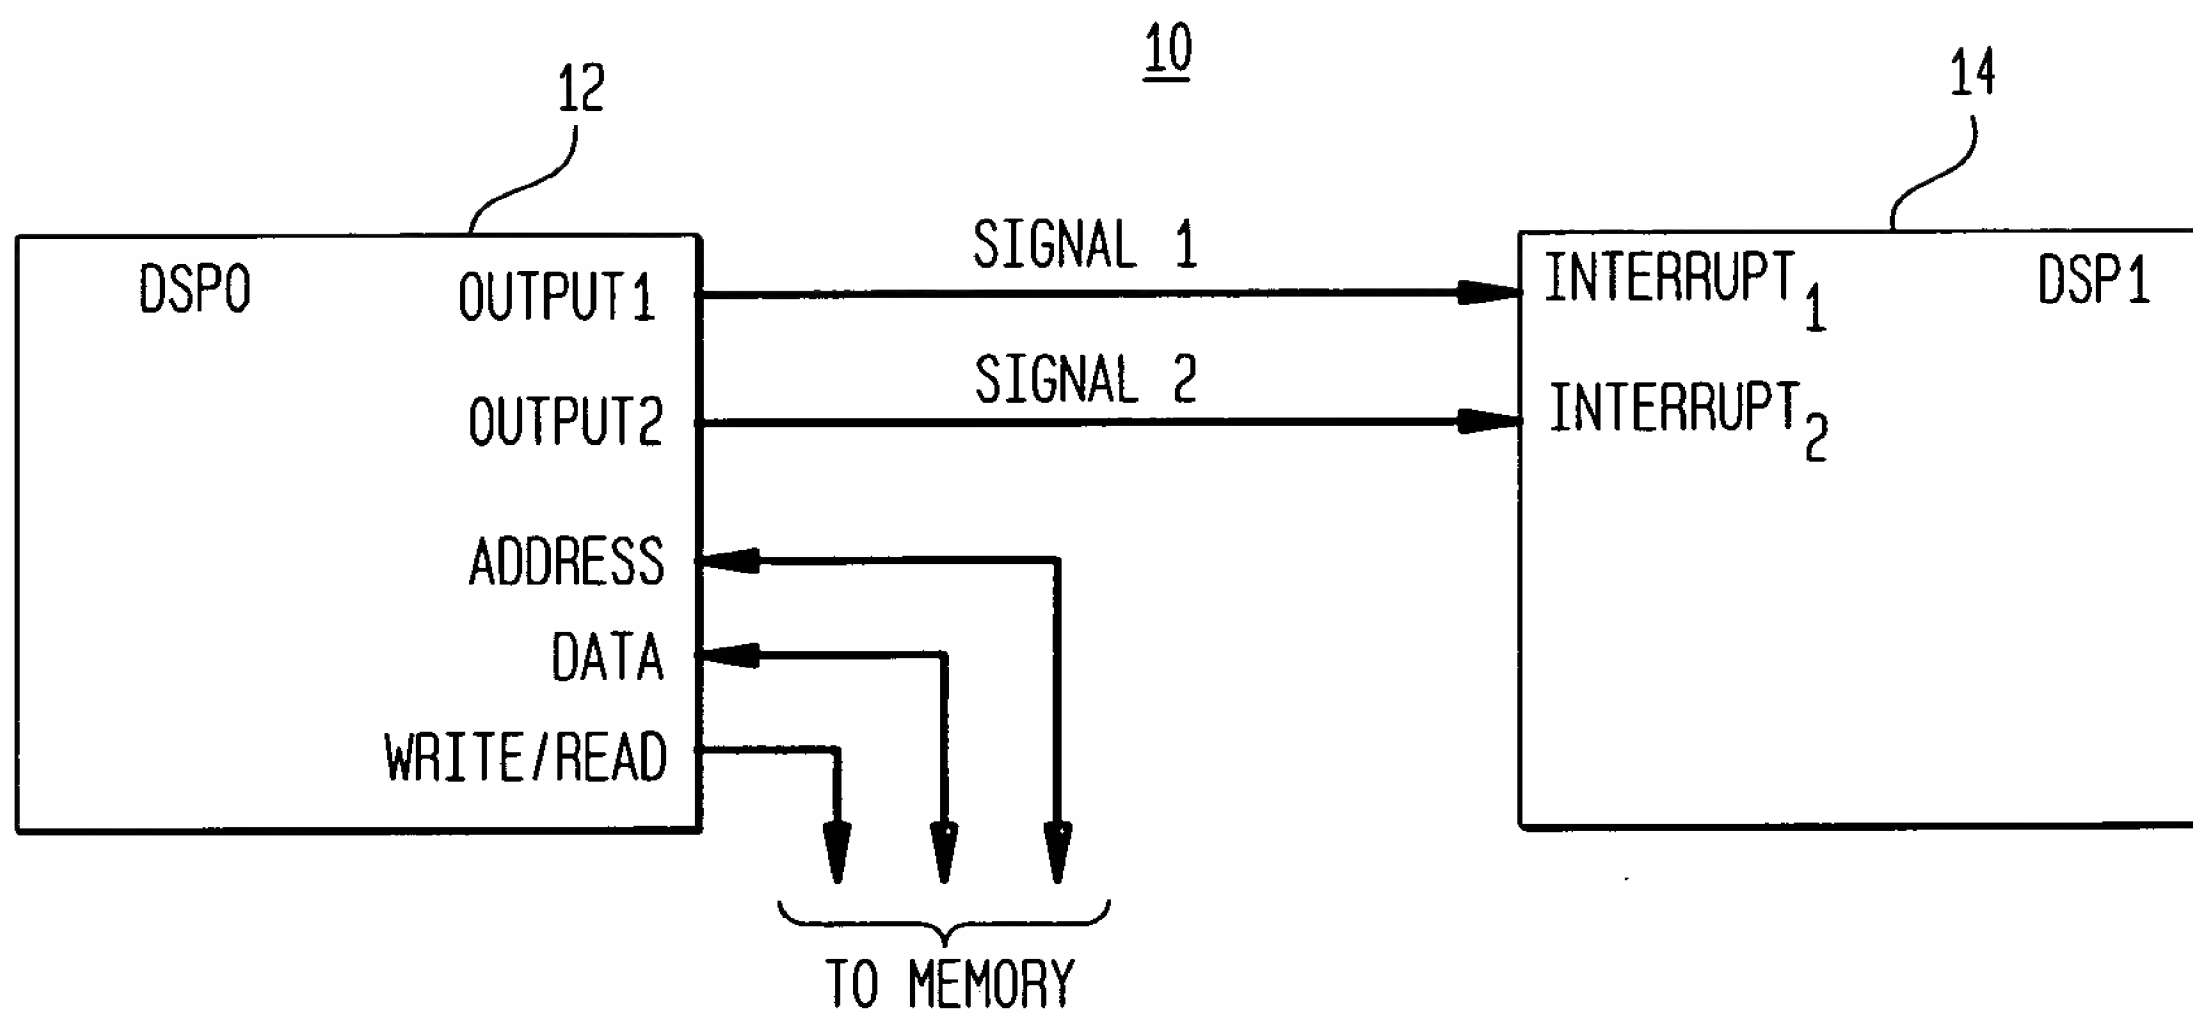 10
12
14
DSP0
OUTPUT1
OUTPUT2
ADDRESS
DATA
WRITE/READ
SIGNAL 1
SIGNAL 2
INTERRUPT1
INTERRUPT2
DSP1
TO MEMORY